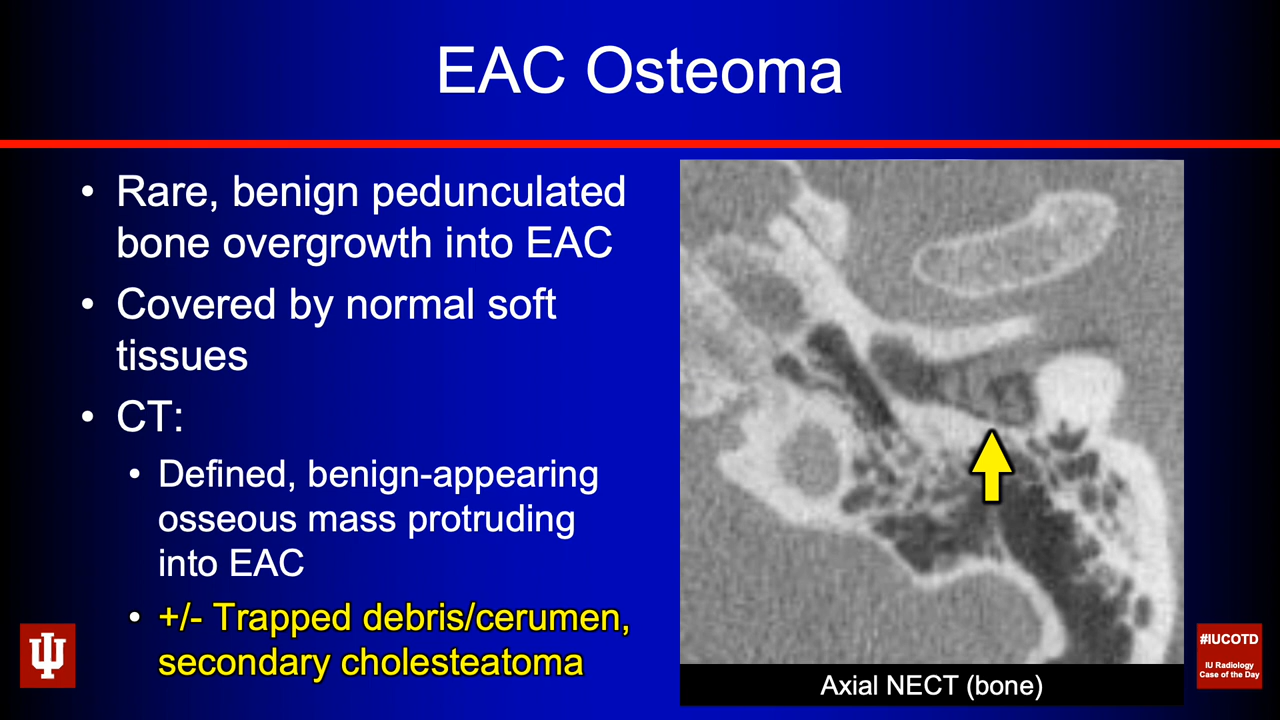 EAC Osteoma
• Rare, benign pedunculated
bone overgrowth into EAC
• Covered by normal soft
tissues
• CT:
• Defined, benign-appearing
osseous mass protruding
into EAC
• +/- Trapped debris/cerumen,
secondary cholesteatoma
Axial NECT (bone)
#IUCOTD
IU Radiology
Case of the Day